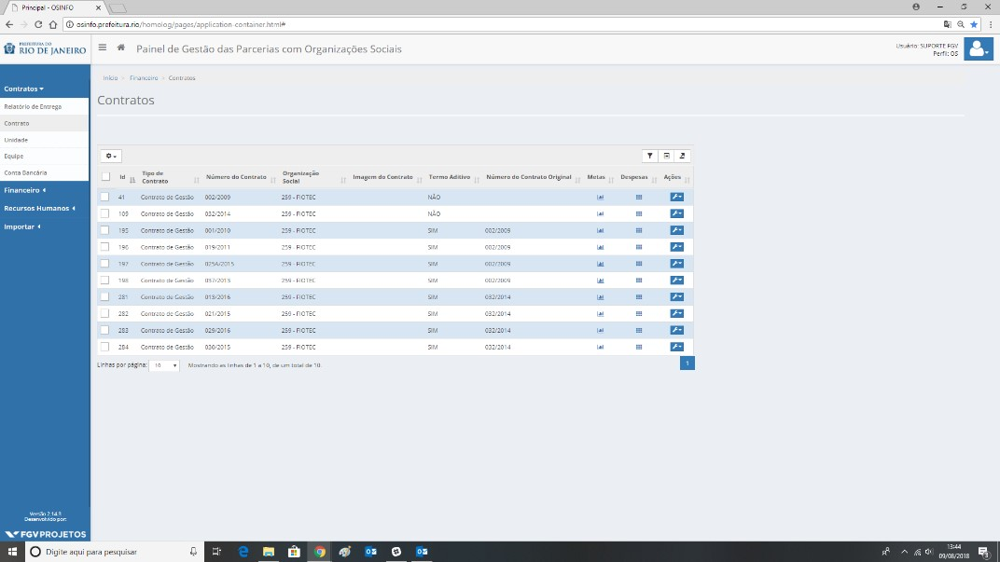 Principal - OSINFO
osinfo.prefeitura.rio/homolog/pages/application-container.html#
PREFEITURA DO
RIO DE JANEIRO
Painel de Gestão das Parcerias com Organizações Sociais
Usuário: SUPORTE FGV
Perfil: OS
Contratos
Relatório de Entrega
Contrato
Unidade
Equipe
Conta Bancária
Financeiro
Recursos Humanos
Importar
Início > Financeiro > Contratos
Contratos
Id Tipo de Contrato Número do Contrato Organização Social Imagem do Contrato Termo Aditivo Número do Contrato Original Metas Despesas Ações
41 Contrato de Gestão 002/2009 259 - FIOTEC NÃO
109 Contrato de Gestão 032/2014 259 - FIOTEC NÃO
195 Contrato de Gestão 001/2010 259 - FIOTEC SIM 002/2009
196 Contrato de Gestão 019/2011 259 - FIOTEC SIM 002/2009
197 Contrato de Gestão 025A/2015 259 - FIOTEC SIM 002/2009
198 Contrato de Gestão 037/2013 259 - FIOTEC SIM 002/2009
281 Contrato de Gestão 013/2016 259 - FIOTEC SIM 032/2014
282 Contrato de Gestão 021/2015 259 - FIOTEC SIM 032/2014
283 Contrato de Gestão 029/2016 259 - FIOTEC SIM 032/2014
284 Contrato de Gestão 030/2015 259 - FIOTEC SIM 032/2014
Linhas por página: 10 Mostrando as linhas de 1 a 10, de um total de 10.
1
Versão 2.14.3
Desenvolvido por:
FGV PROJETOS
Digite aqui para pesquisar
13:44
09/08/2018